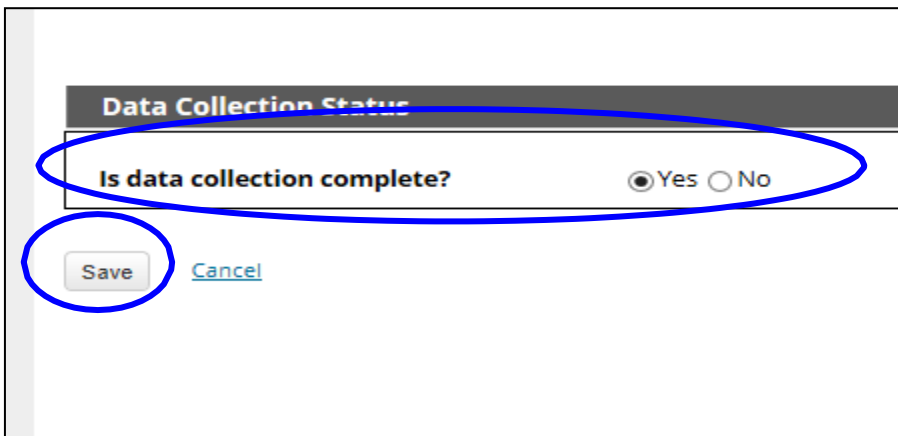 Data Collection Status
Is data collection complete? Yes No
Save Cancel